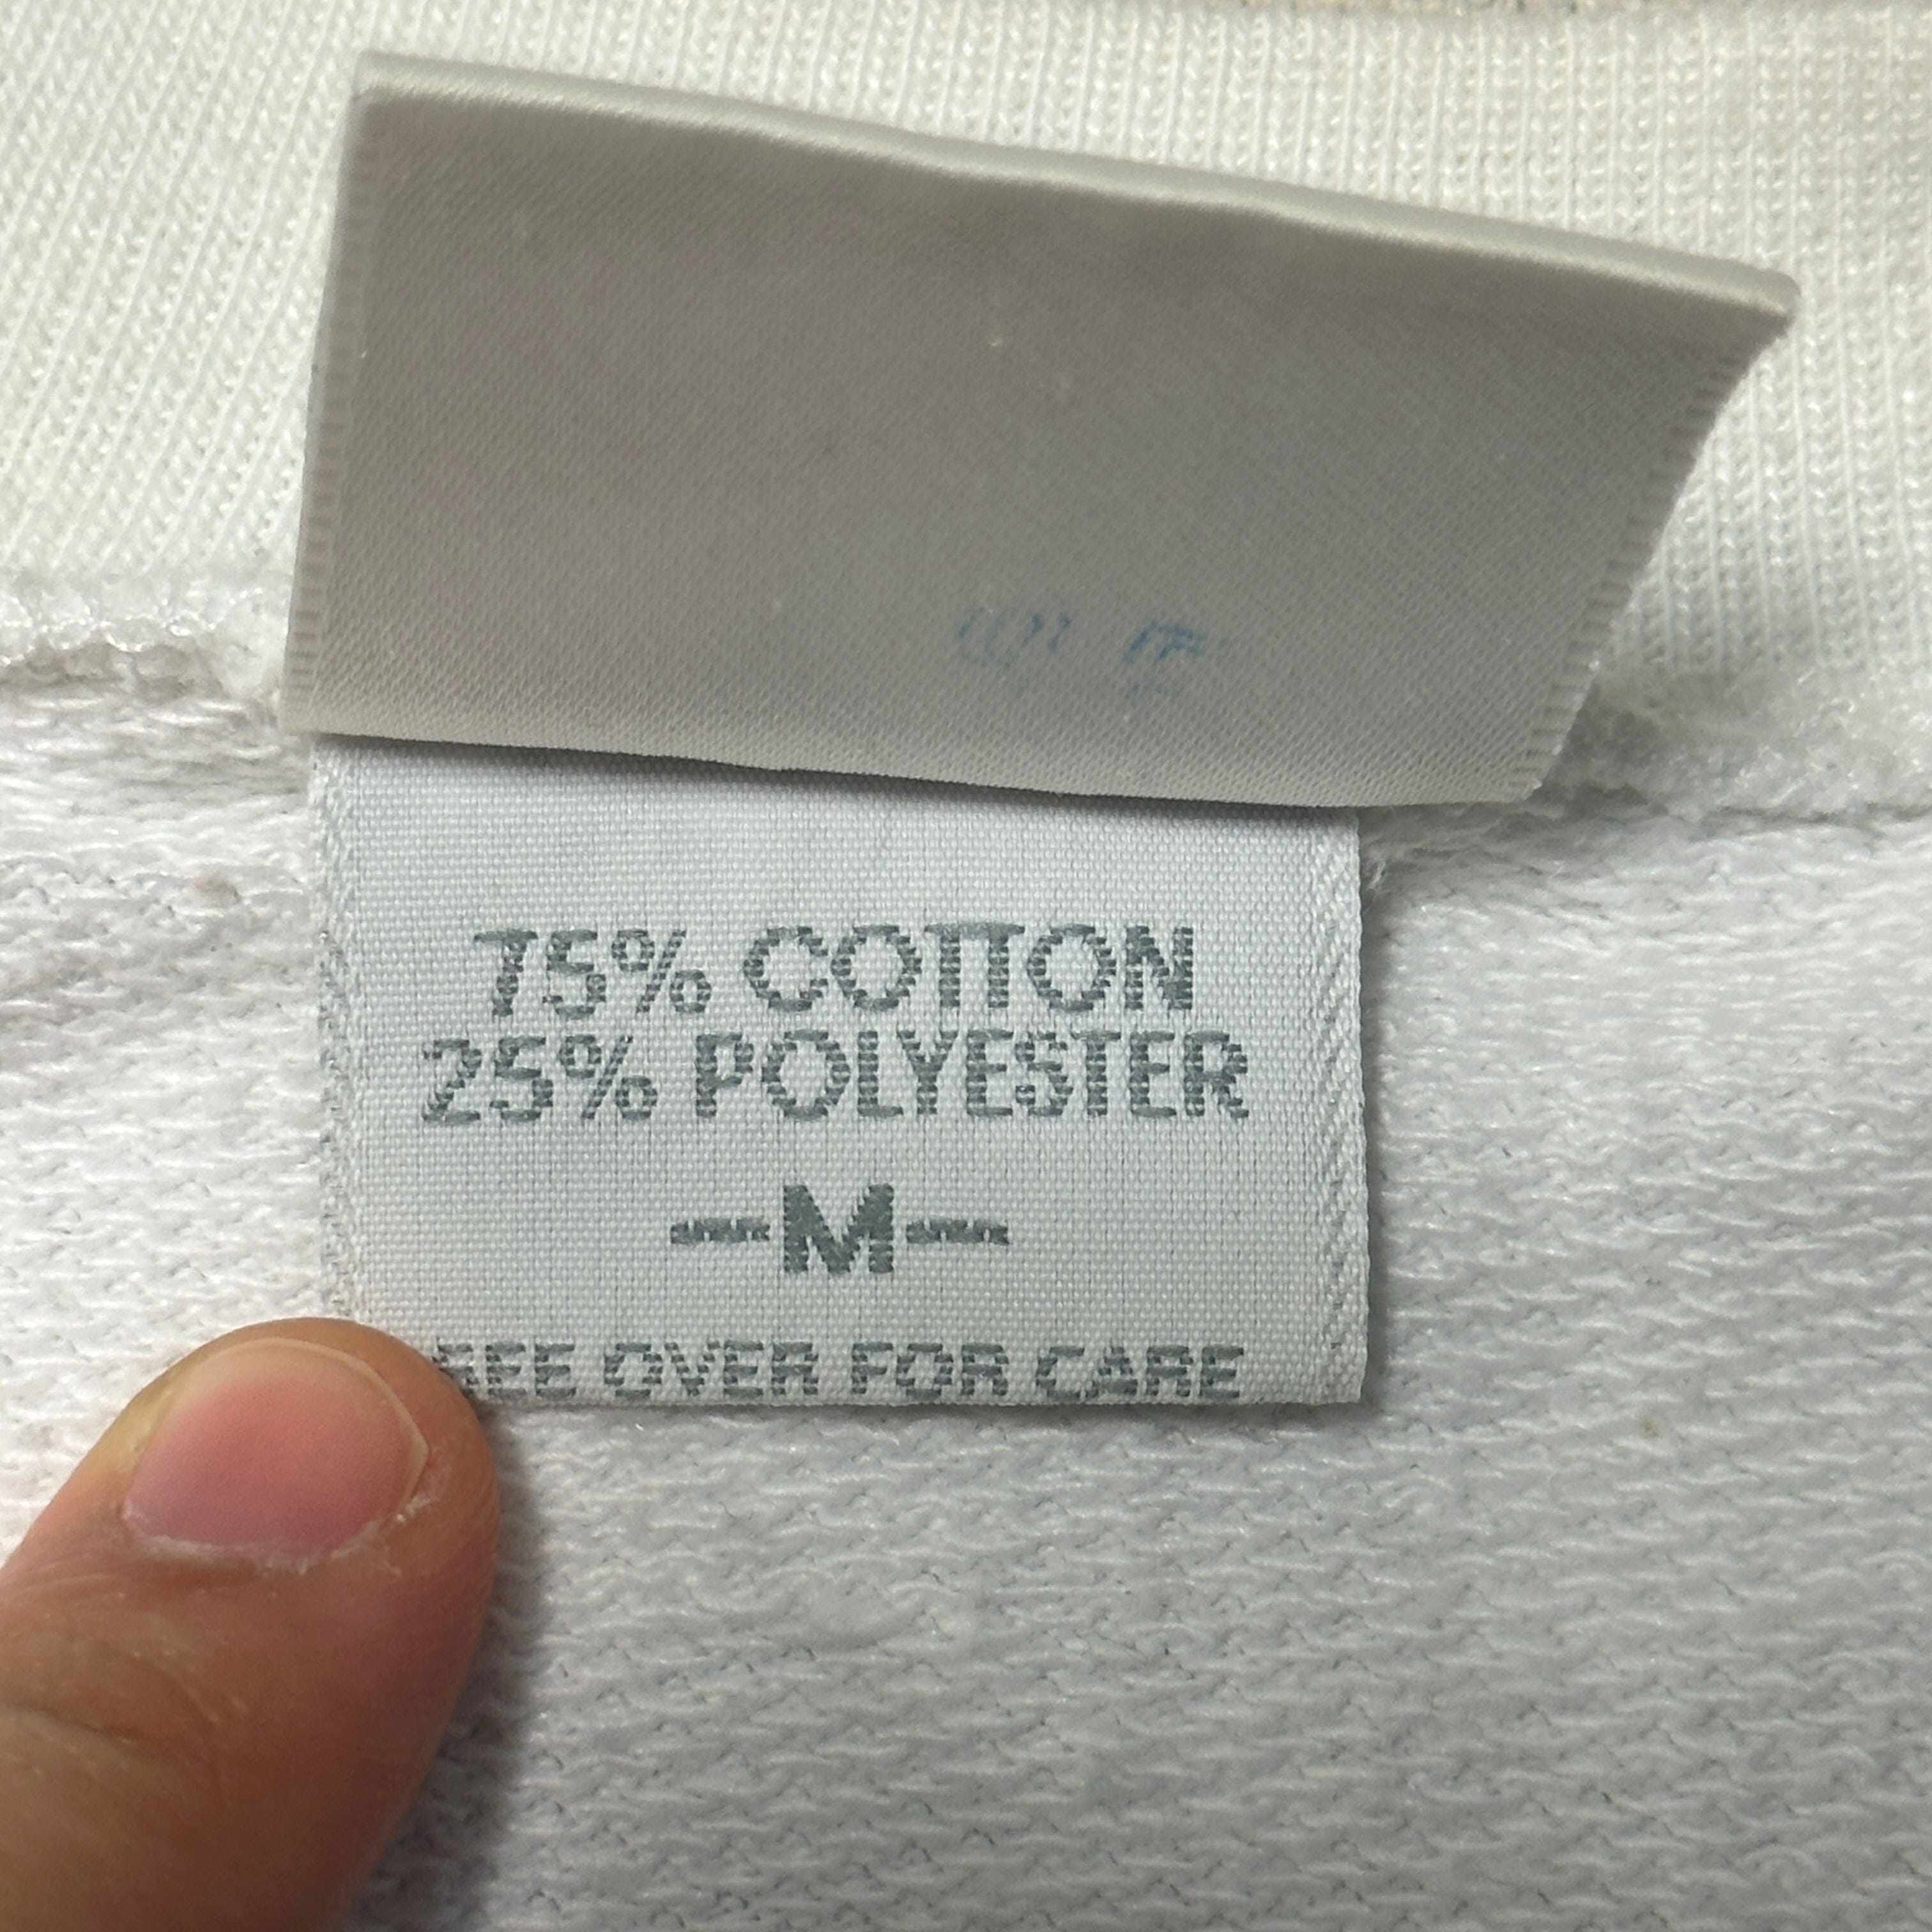 75% COTTON
25% POLYESTER
-M-
SEE OVER FOR CARE